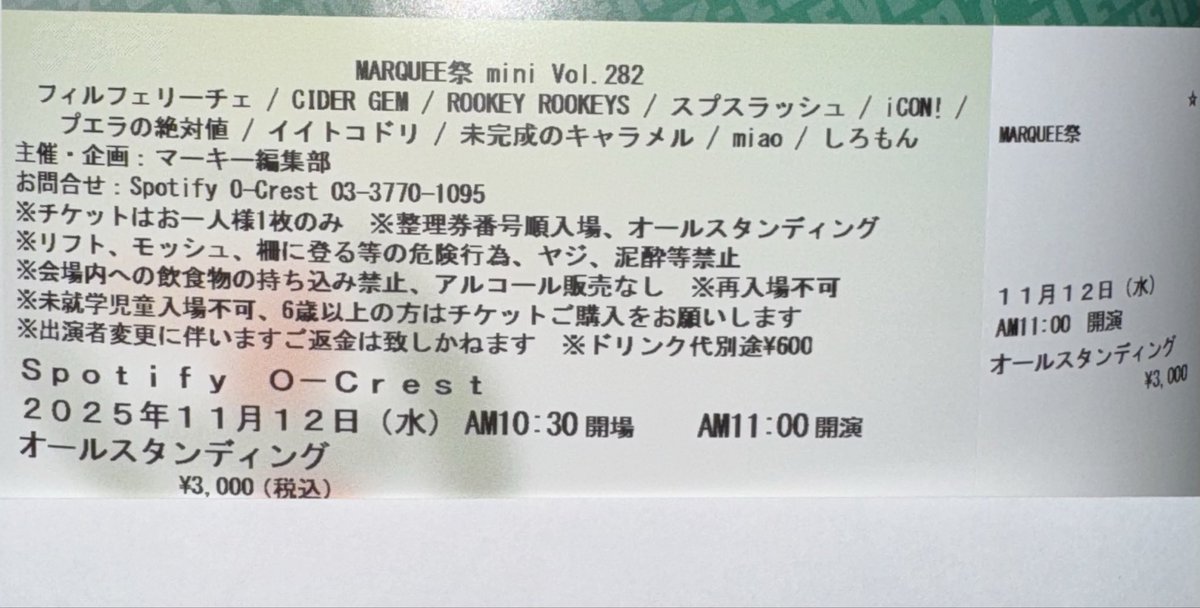 MARQUEE祭 mini Vol.282
フィルフェリーチェ / CIDER GEM / ROOKEY ROOKEYS / スプスラッシュ / iCON! /
プエラの絶対値 / イイトコドリ / 未完成のキャラメル / miao / しろもん
主催・企画：マーキー編集部
お問合せ：Spotify O-Crest 03-3770-1095
※チケットはお一人様1枚のみ　※整理券番号順入場、オールスタンディング
※リフト、モッシュ、柵に登る等の危険行為、ヤジ、泥酔等禁止
※会場内への飲食物の持ち込み禁止、アルコール販売なし　※再入場不可
※未就学児童入場不可、6歳以上の方はチケットご購入をお願いします
※出演者変更に伴いますご返金は致しかねます　※ドリンク代別途¥600
Ｓｐｏｔｉｆｙ　Ｏ－Ｃｒｅｓｔ
２０２５年１１月１２日（水）AM10:30開場　　AM11:00開演
オールスタンディング
¥3,000(税込)
☆
MARQUEE祭
１１月１２日（水）
AM11:00　開演
オールスタンディング
¥3,000